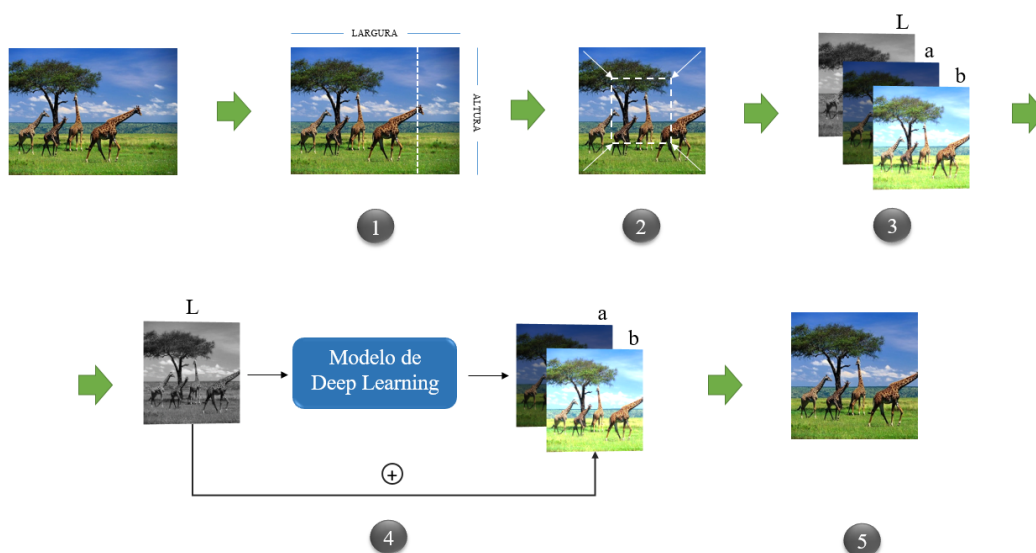 LARGURA
ALTURA
L
a
b
1
2
3
L
Modelo de
Deep Learning
a
b
+
4
5